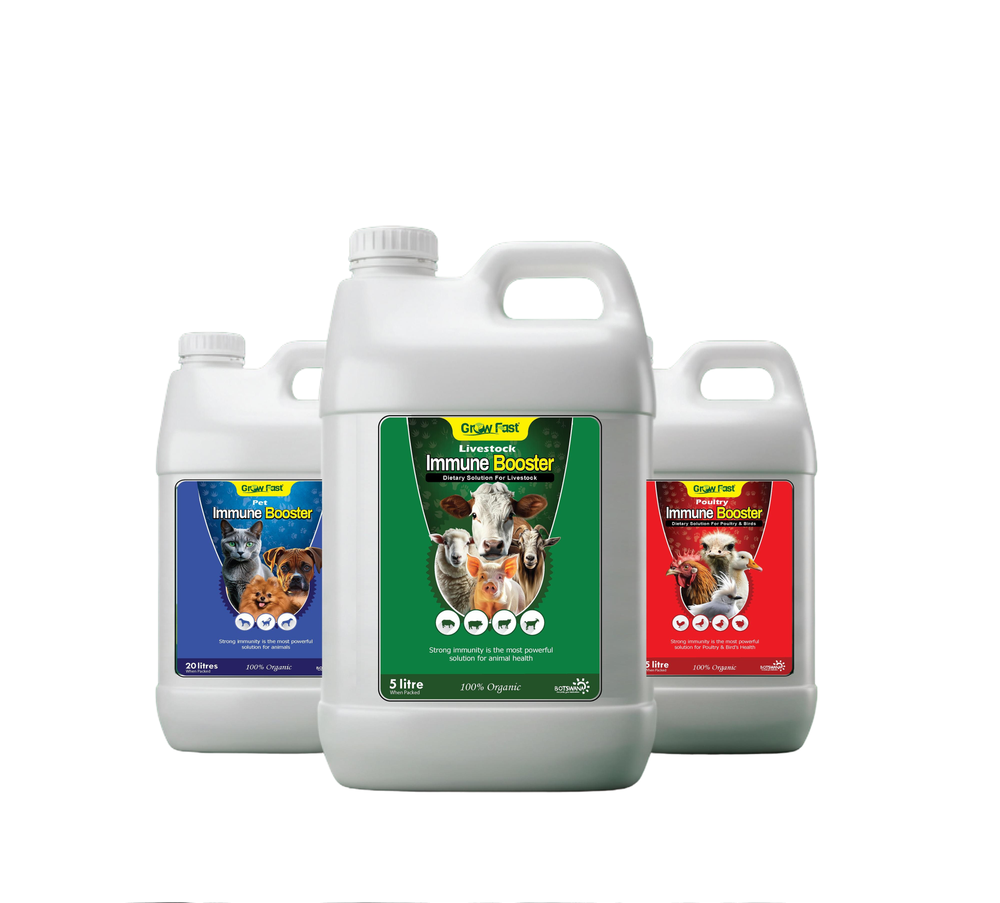 Grow Fast
Pet
Immune Booster
Strong immunity is the most powerful
solution for animals
20 litres
When Packed
100% Organic
BO
Grow Fast
Livestock
Immune Booster
Dietary Solution For Livestock
Strong immunity is the most powerful
solution for animal health
5 litre
When Packed
100% Organic
BOTSWANA
Grow Fast
Poultry
Immune Booster
Dietary Solution For Poultry & Birds
Strong immunity is the most powerful
solution for Poultry & Bird's Health
5 litre
When Packed
100% Organic
BOTSWANA